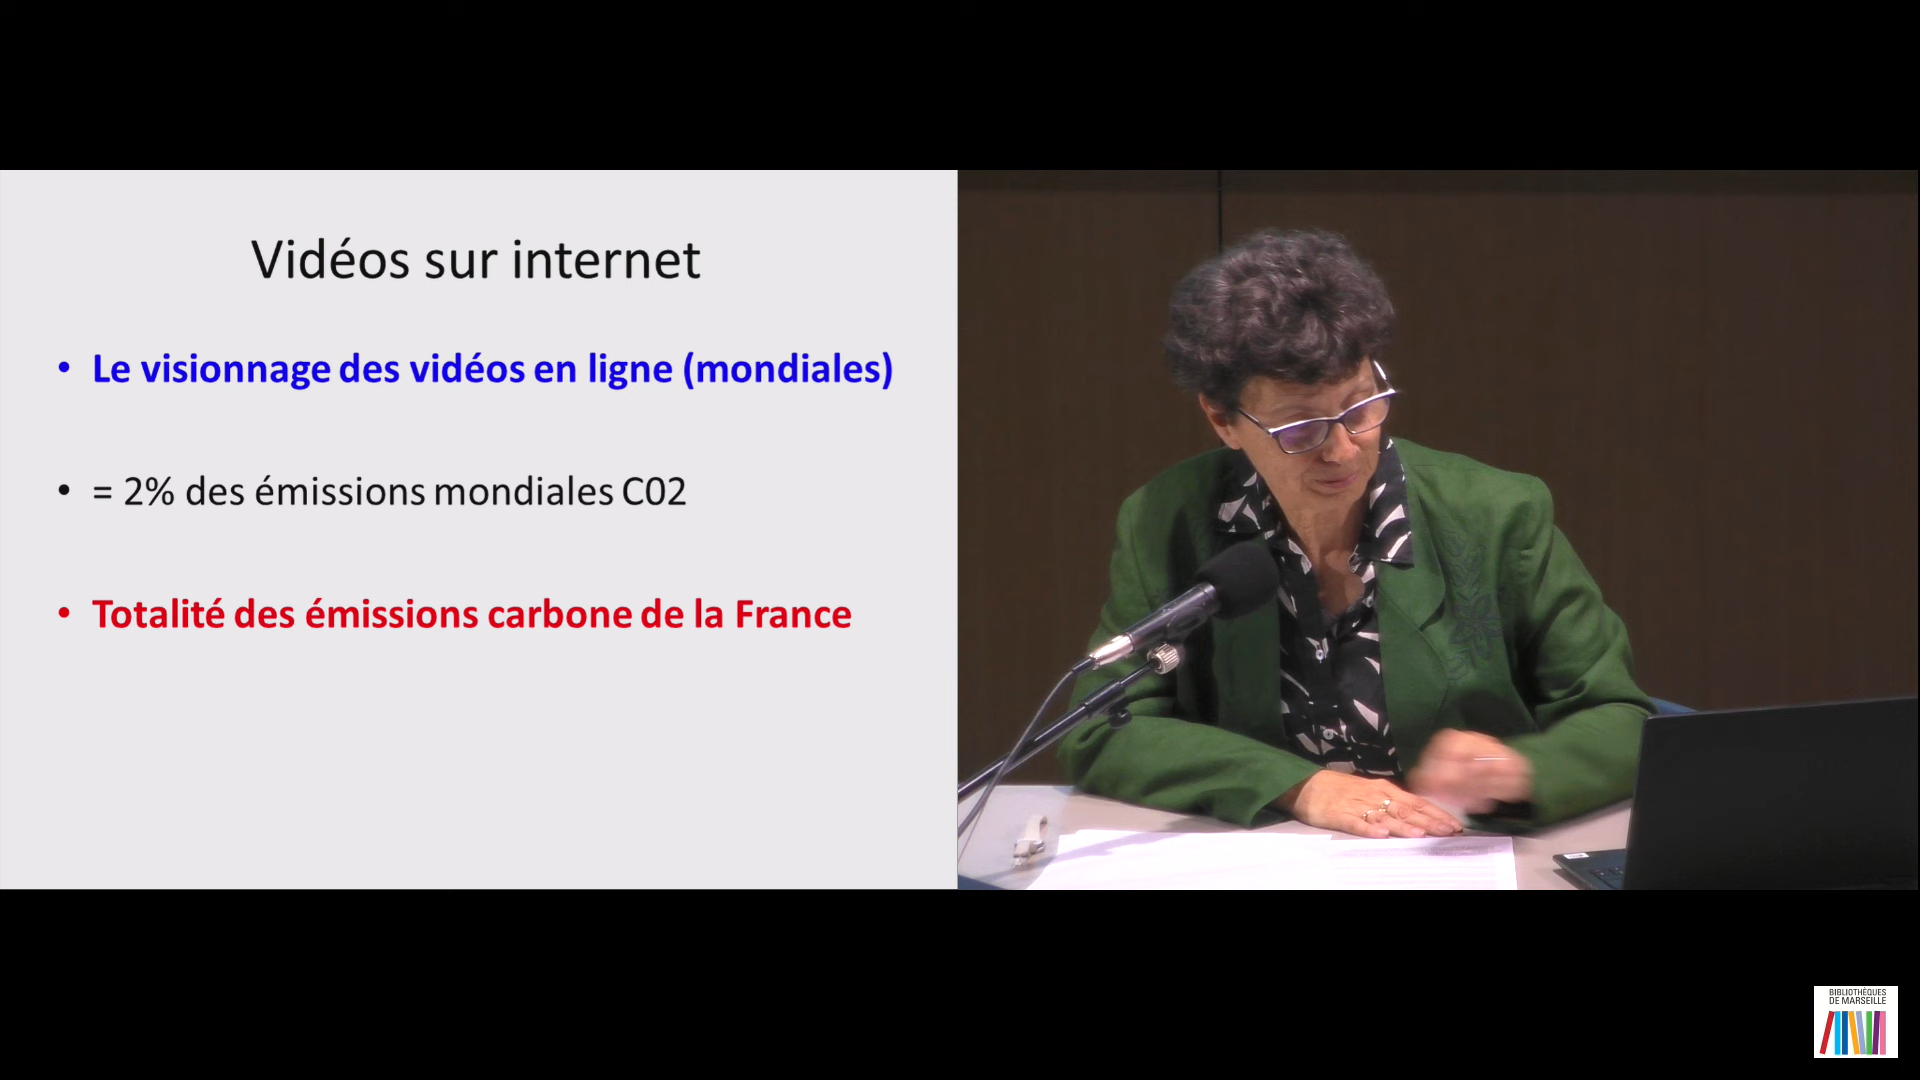 Vidéos sur internet
• Le visionnage des vidéos en ligne (mondiales)
• = 2% des émissions mondiales C02
• Totalité des émissions carbone de la France
BIBLIOTHÈQUES
DE MARSEILLE